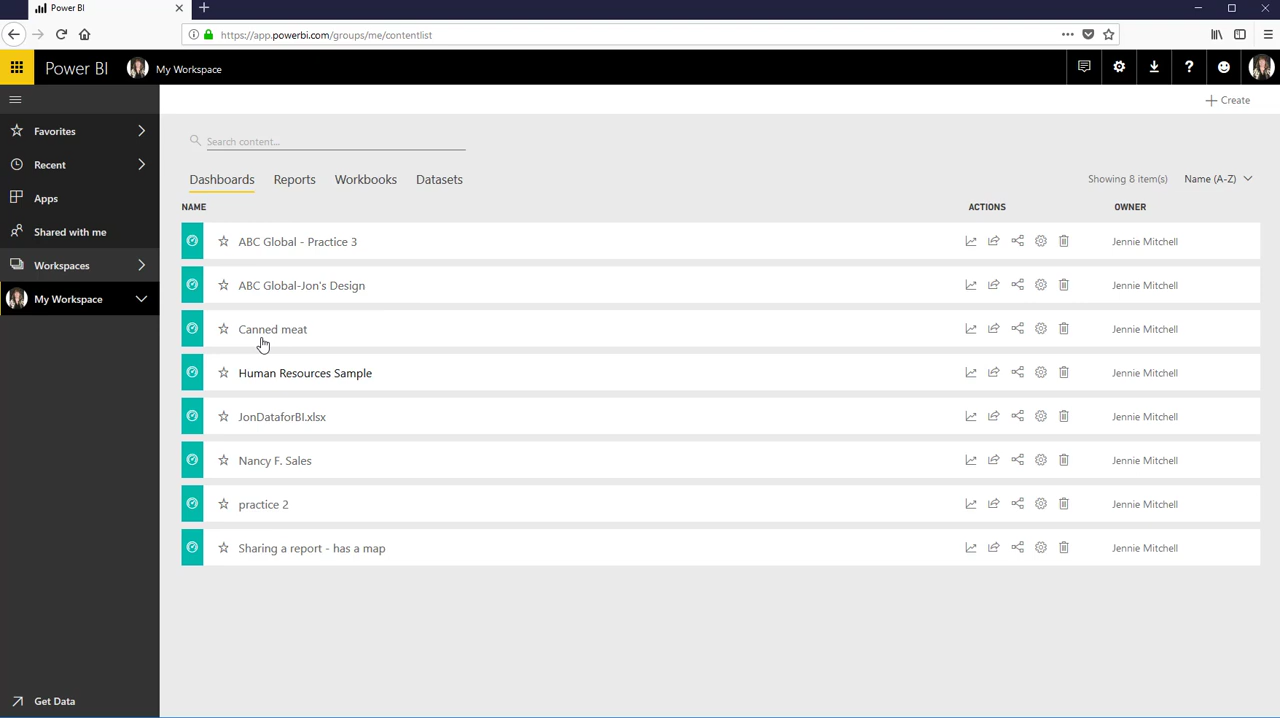 Power BI
https://app.powerbi.com/groups/me/contentlist
Power BI My Workspace
Create
Favorites
Recent
Apps
Shared with me
Workspaces
My Workspace
Get Data
Search content...
Dashboards Reports Workbooks Datasets Showing 8 item(s) Name (A-Z)
NAME ACTIONS OWNER
ABC Global - Practice 3 Jennie Mitchell
ABC Global-Jon's Design Jennie Mitchell
Canned meat Jennie Mitchell
Human Resources Sample Jennie Mitchell
JonDataforBI.xlsx Jennie Mitchell
Nancy F. Sales Jennie Mitchell
practice 2 Jennie Mitchell
Sharing a report - has a map Jennie Mitchell